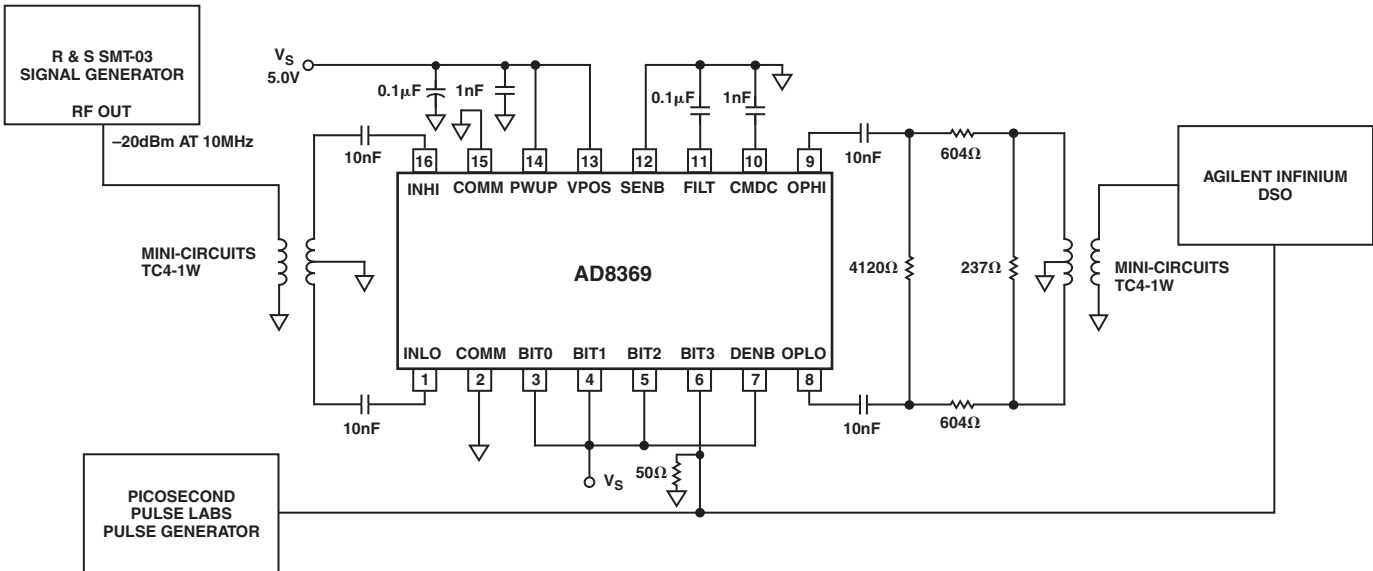 R & S SMT-03
SIGNAL GENERATOR
RF OUT
–20dBm AT 10MHz
VS
5.0V
0.1μF
1nF
0.1μF
1nF
10nF
10nF
604Ω
16
15
14
13
12
11
10
9
INHI
COMM
PWUP
VPOS
SENB
FILT
CMDC
OPHI
AGILENT INFINIUM
DSO
MINI-CIRCUITS
TC4-1W
AD8369
4120Ω
237Ω
MINI-CIRCUITS
TC4-1W
INLO
COMM
BIT0
BIT1
BIT2
BIT3
DENB
OPLO
1
2
3
4
5
6
7
8
10nF
10nF
604Ω
50Ω
VS
PICOSECOND
PULSE LABS
PULSE GENERATOR